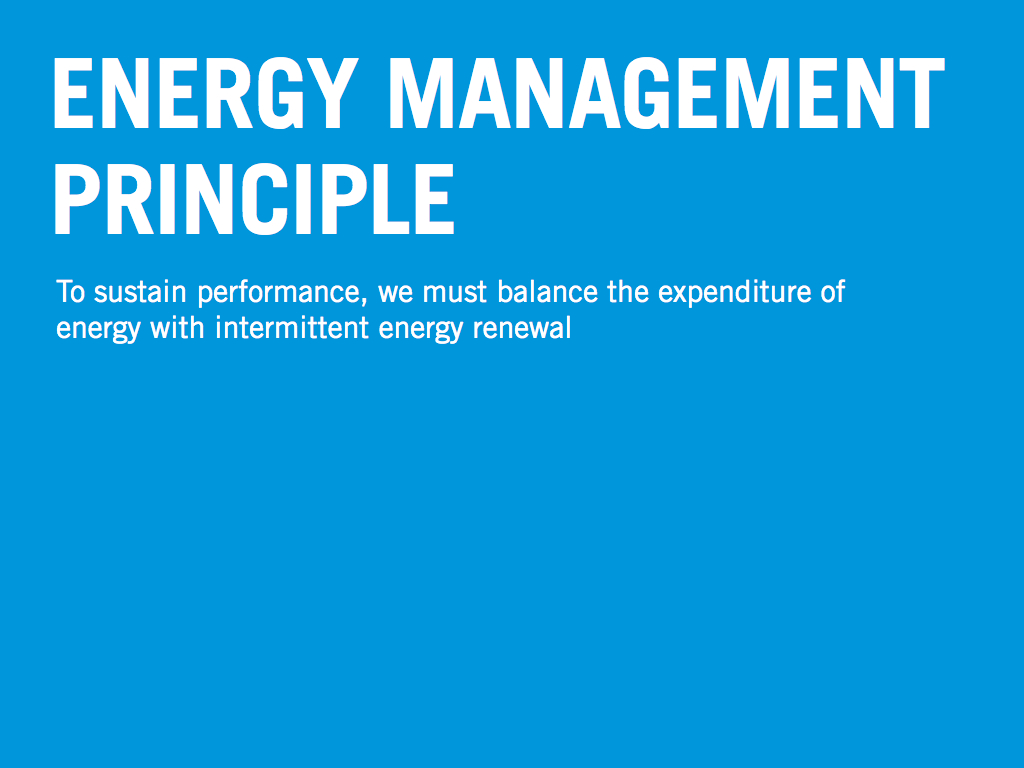 ENERGY MANAGEMENT
PRINCIPLE
To sustain performance, we must balance the expenditure of
energy with intermittent energy renewal